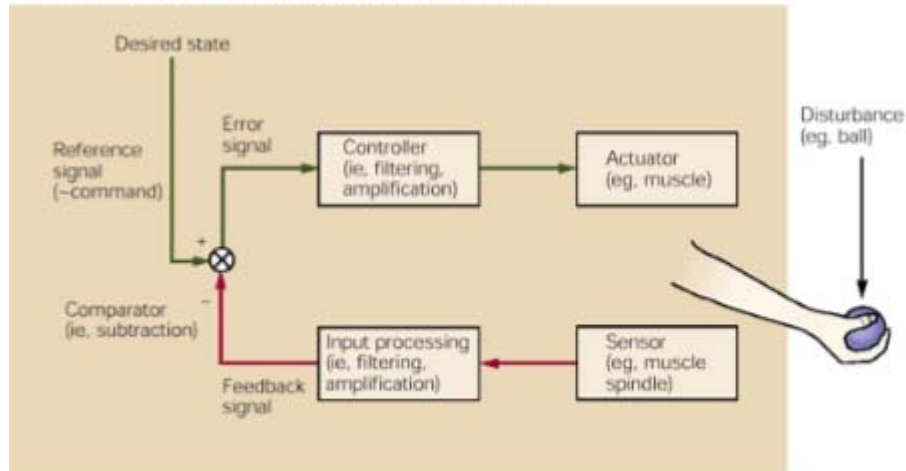 Desired state
Error
signal
Reference
signal
(~command)
Controller
(ie, filtering,
amplification)
Actuator
(eg, muscle)
Disturbance
(eg, ball)
+
−
Comparator
(ie, subtraction)
Feedback
signal
Input processing
(ie, filtering,
amplification)
Sensor
(eg, muscle
spindle)